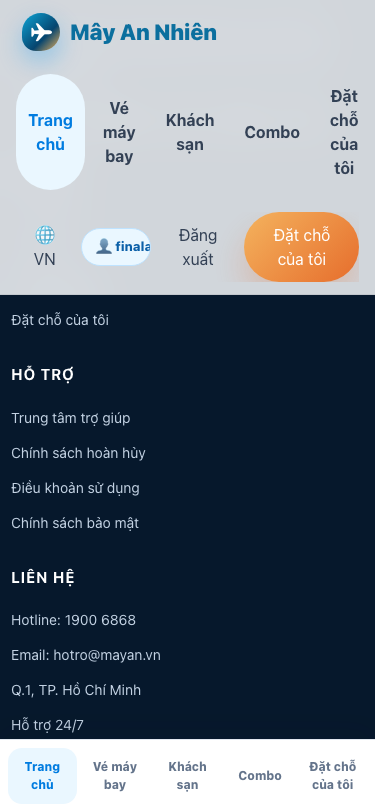 Mây An Nhiên
Trang
chủ
Vé
máy
bay
Khách
sạn
Combo
Đặt
chỗ
của
tôi
VN
finala
Đăng
xuất
Đặt chỗ
của tôi
Đặt chỗ của tôi
HỖ TRỢ
Trung tâm trợ giúp
Chính sách hoàn hủy
Điều khoản sử dụng
Chính sách bảo mật
LIÊN HỆ
Hotline: 1900 6868
Email: hotro@mayan.vn
Q.1, TP. Hồ Chí Minh
Hỗ trợ 24/7
Trang
chủ
Vé máy
bay
Khách
sạn
Combo
Đặt chỗ
của tôi